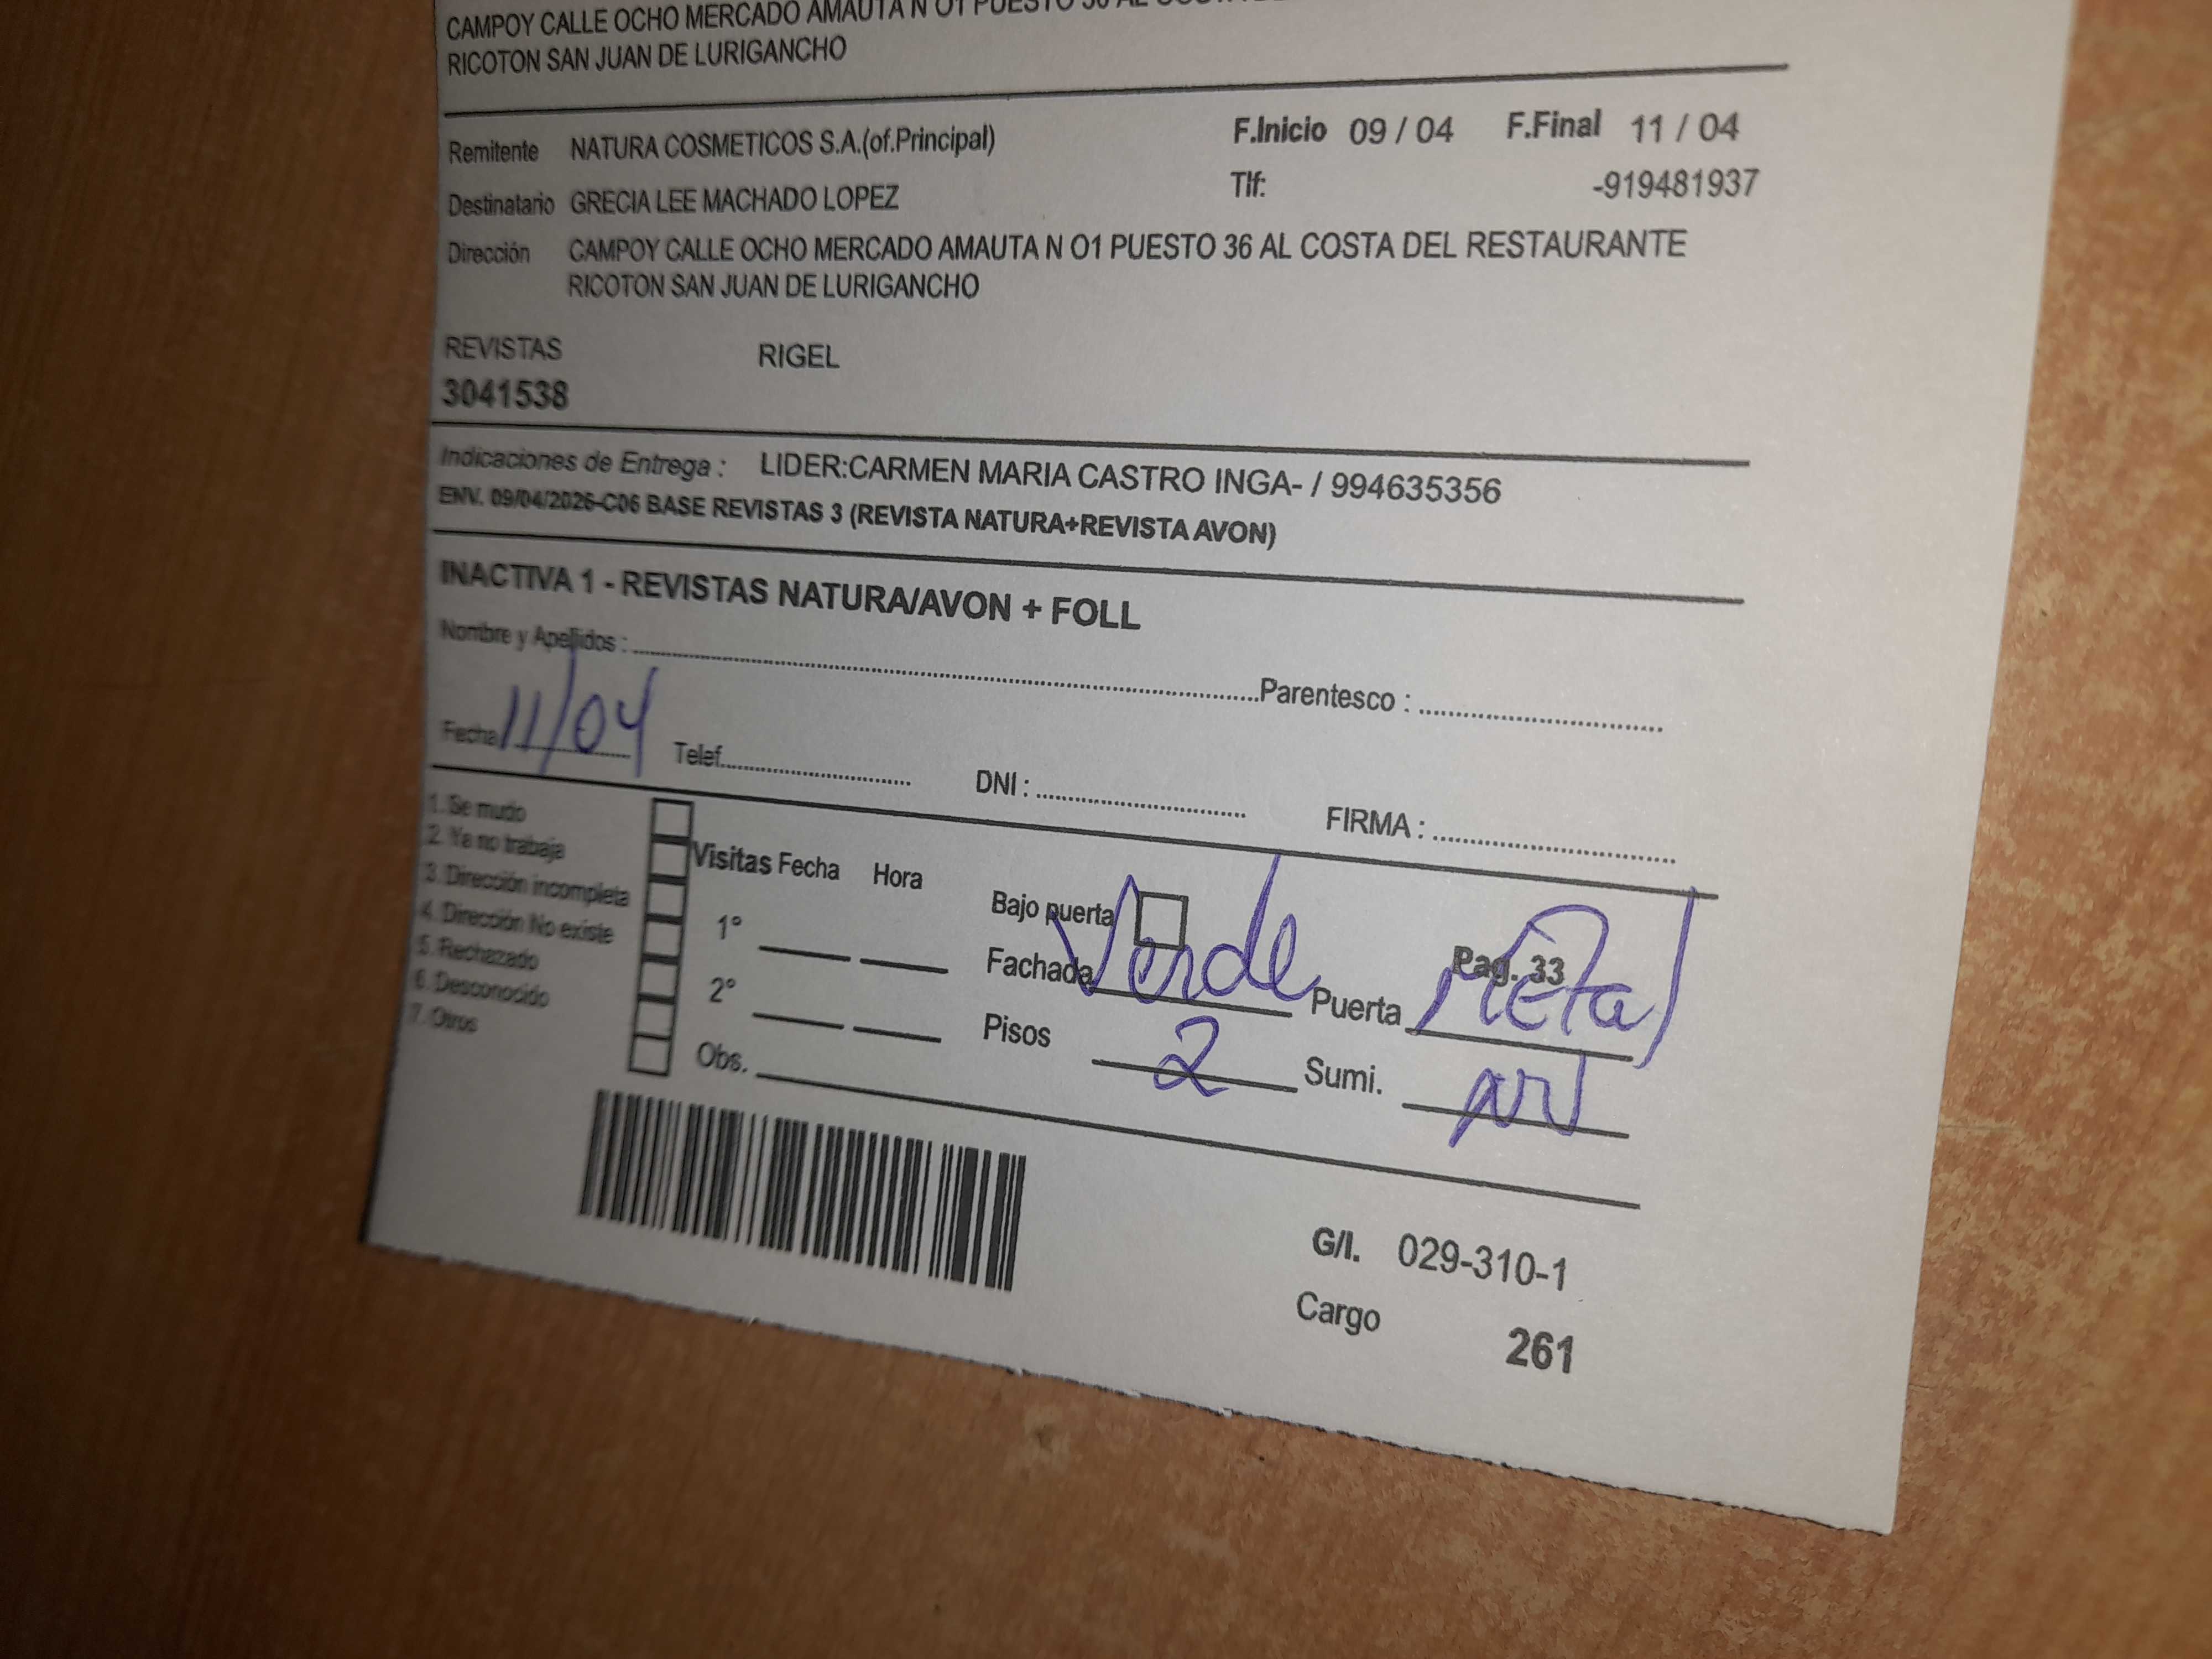 CAMPOY CALLE OCHO MERCADO AMAUTA N O1 PUESTO 36 AL COSTA
RICOTON SAN JUAN DE LURIGANCHO
Remitente NATURA COSMETICOS S.A.(of.Principal) F.Inicio 09 / 04 F.Final 11 / 04
Destinatario GRECIA LEE MACHADO LOPEZ Tlf: -919481937
Dirección CAMPOY CALLE OCHO MERCADO AMAUTA N O1 PUESTO 36 AL COSTA DEL RESTAURANTE
RICOTON SAN JUAN DE LURIGANCHO
REVISTAS RIGEL
3041538
Indicaciones de Entrega : LIDER:CARMEN MARIA CASTRO INGA- / 994635356
ENV. 09/04/2026-C06 BASE REVISTAS 3 (REVISTA NATURA+REVISTA AVON)
INACTIVA 1 - REVISTAS NATURA/AVON + FOLL
Nombre y Apellidos : Parentesco :
Fecha 11/04 Telef. DNI : FIRMA :
1. Se mudo
2. Ya no trabaja
3. Dirección incompleta
4. Dirección No existe
5. Rechazado
6. Desconocido
7. Otros
Visitas Fecha Hora
1°
2°
Obs.
Bajo puerta
Pag. 33
Fachada Verde Puerta Metal
Pisos 2 Sumi.
G/I. 029-310-1
Cargo 261